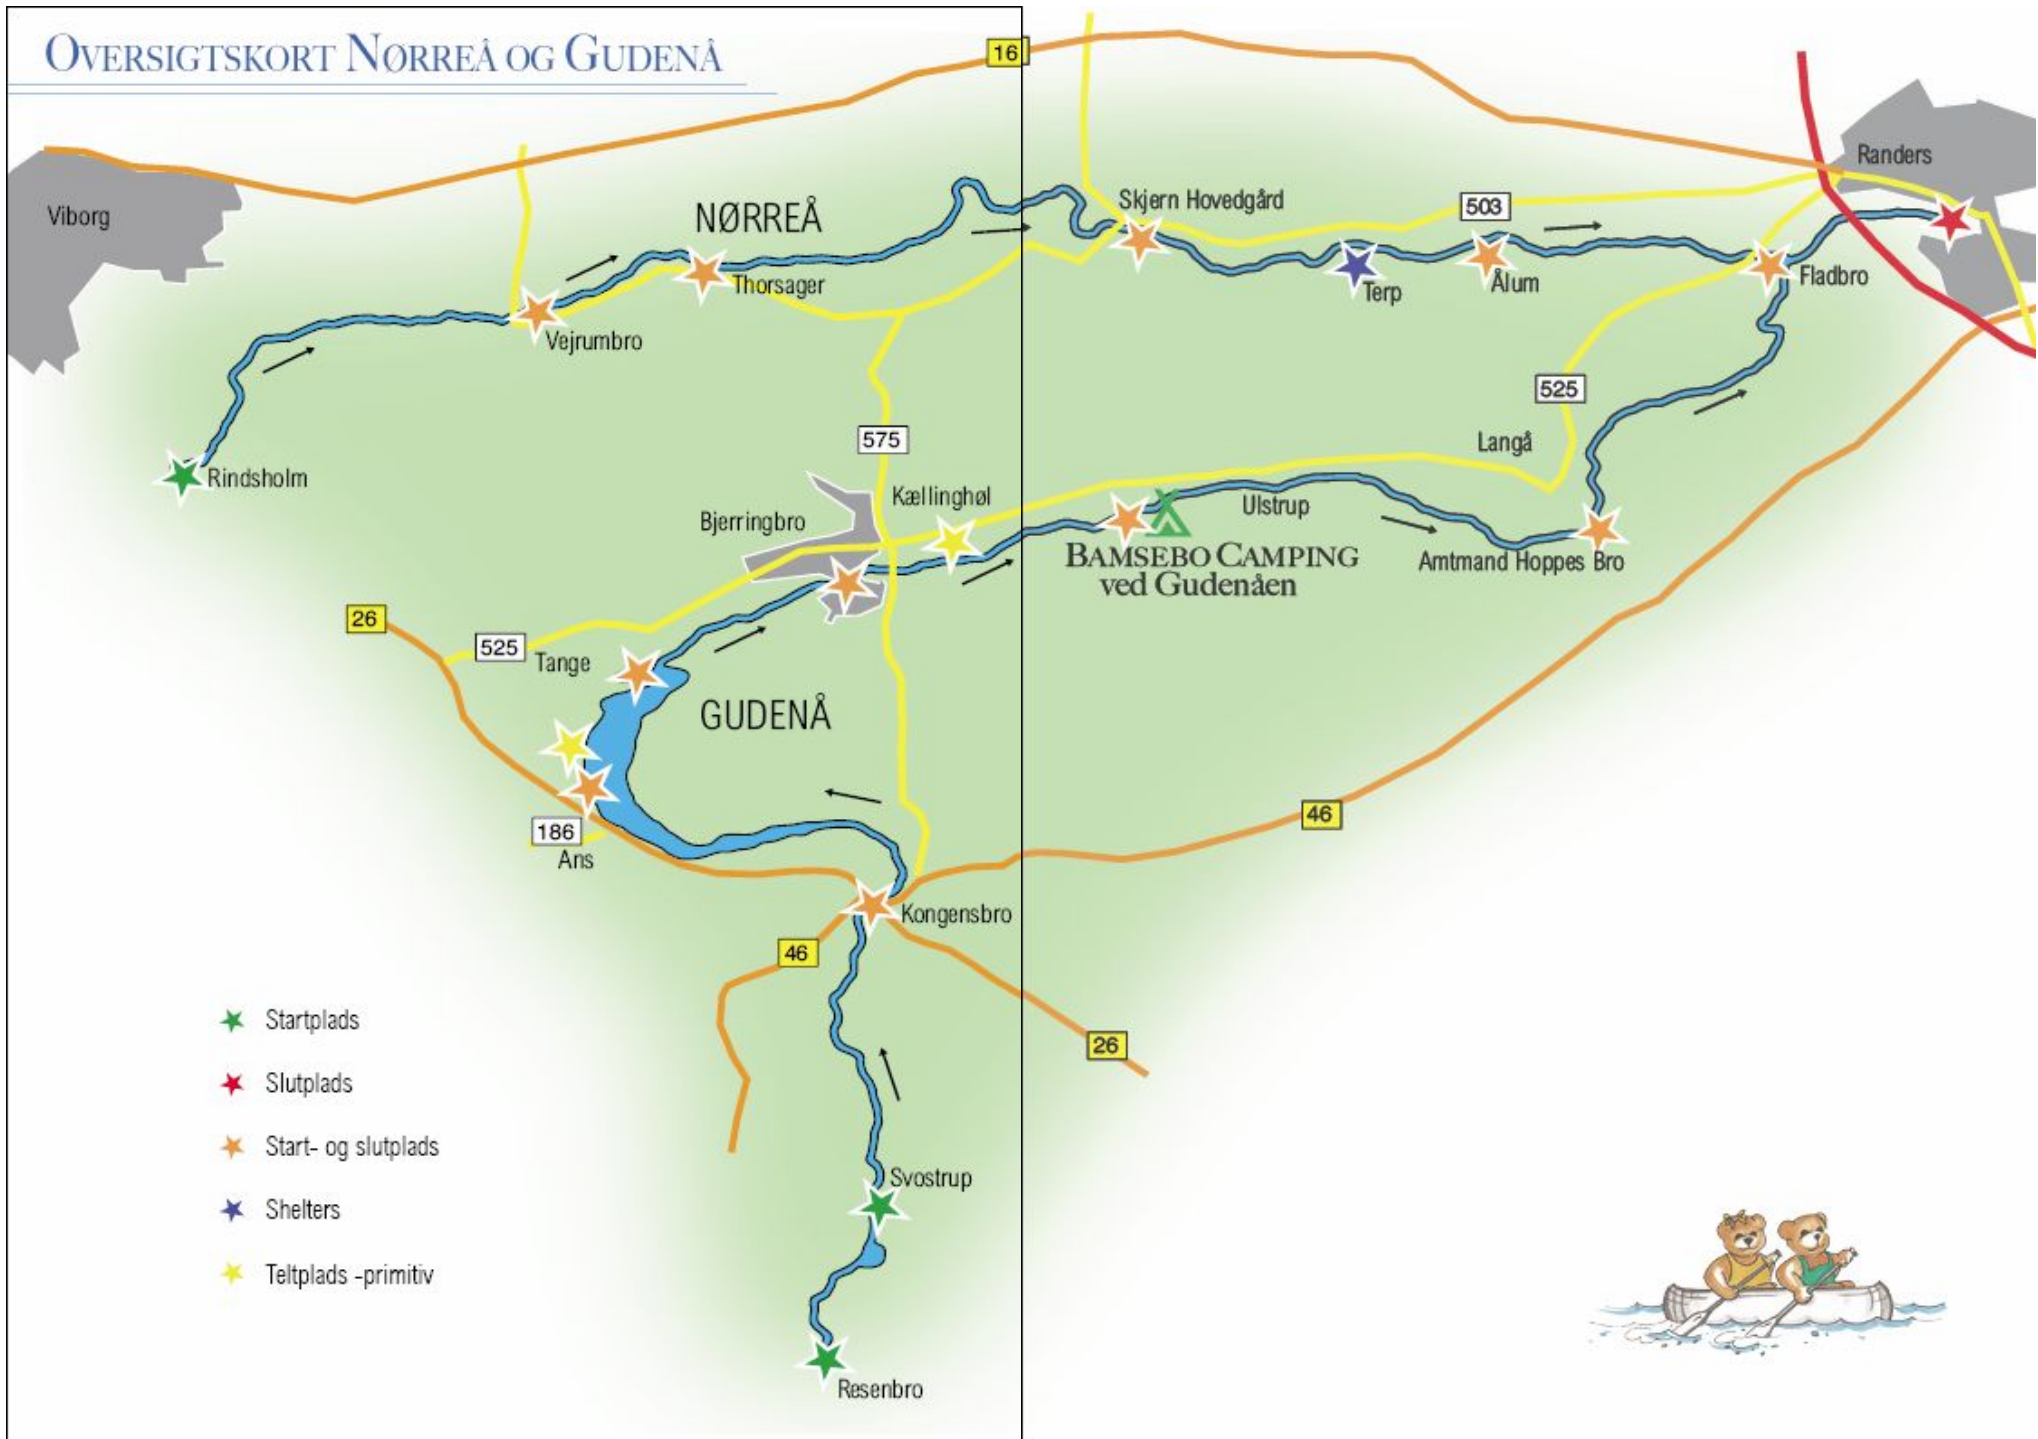 OVERSIGTSKORT NØRREÅ OG GUDENÅ
16
Viborg
Randers
NØRREÅ
Skjern Hovedgård
503
Thorsager
Terp
Ålum
Fladbro
Vejrumbro
525
575
Langå
Rindsholm
Kællinghøl
Bjerringbro
Ulstrup
BAMSEBO CAMPING
ved Gudenåen
Amtmand Hoppes Bro
26
525
Tange
GUDENÅ
46
186
Ans
Kongensbro
46
26
Startplads
Slutplads
Start- og slutplads
Svostrup
Shelters
Teltplads -primitiv
Resenbro